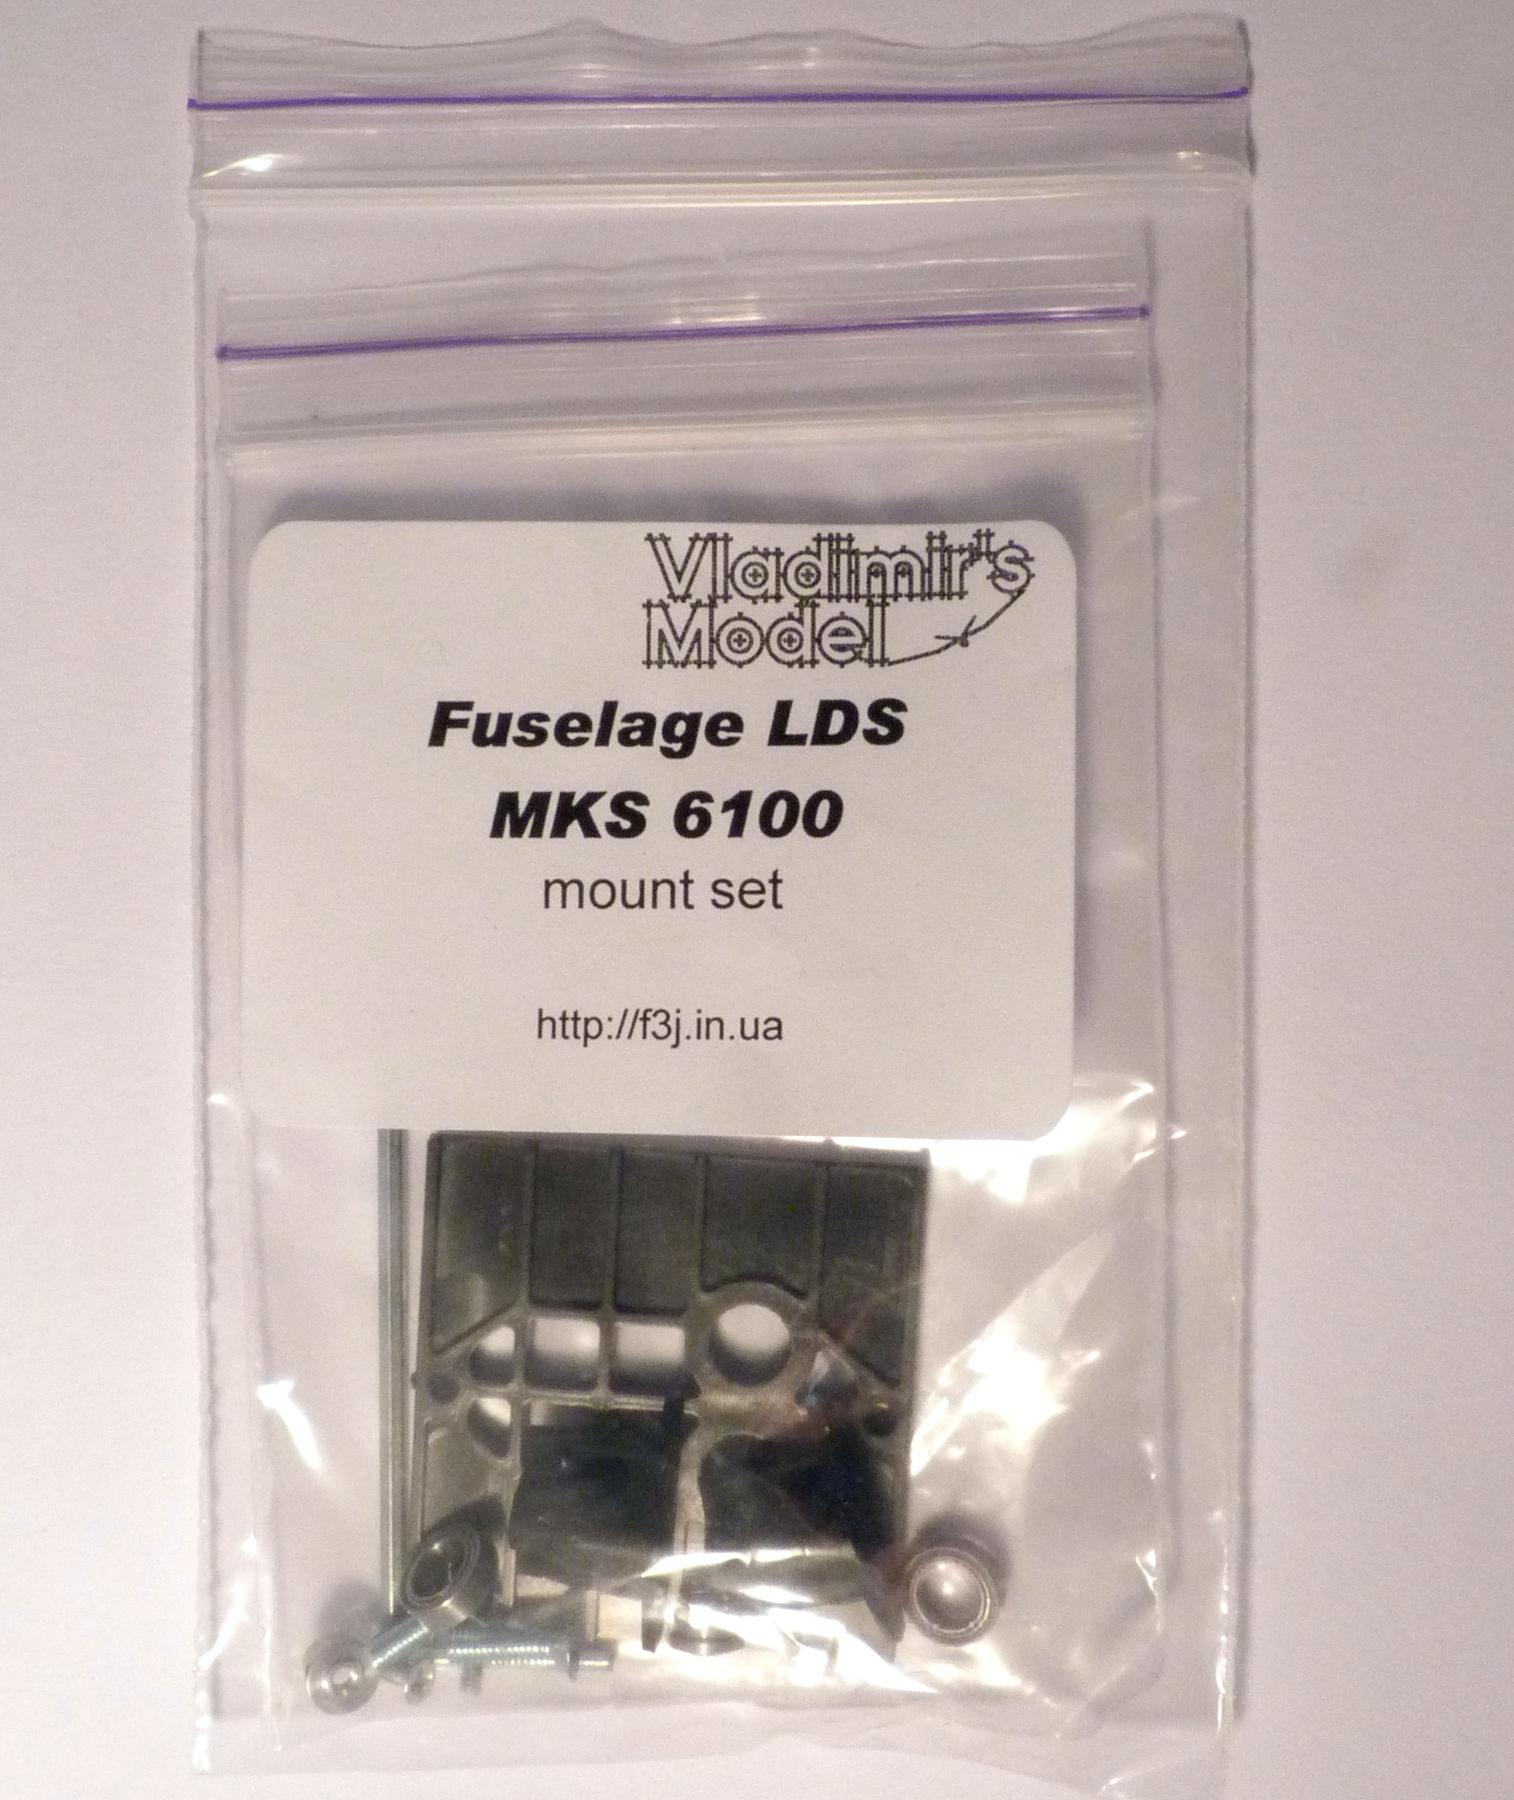 Vladimir's
Model
Fuselage LDS
MKS 6100
mount set
http://f3j.in.ua